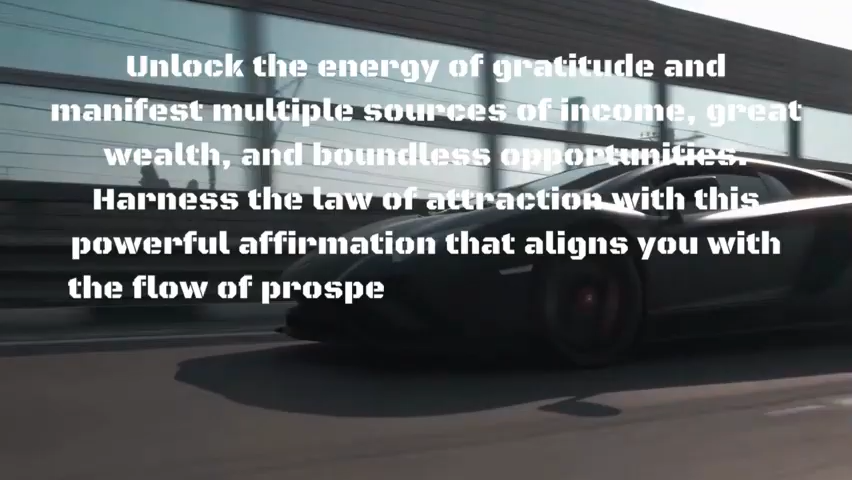 Unlock the energy of gratitude and
manifest multiple sources of income, great
wealth, and boundless opportunities.
Harness the law of attraction with this
powerful affirmation that aligns you with
the flow of prospe